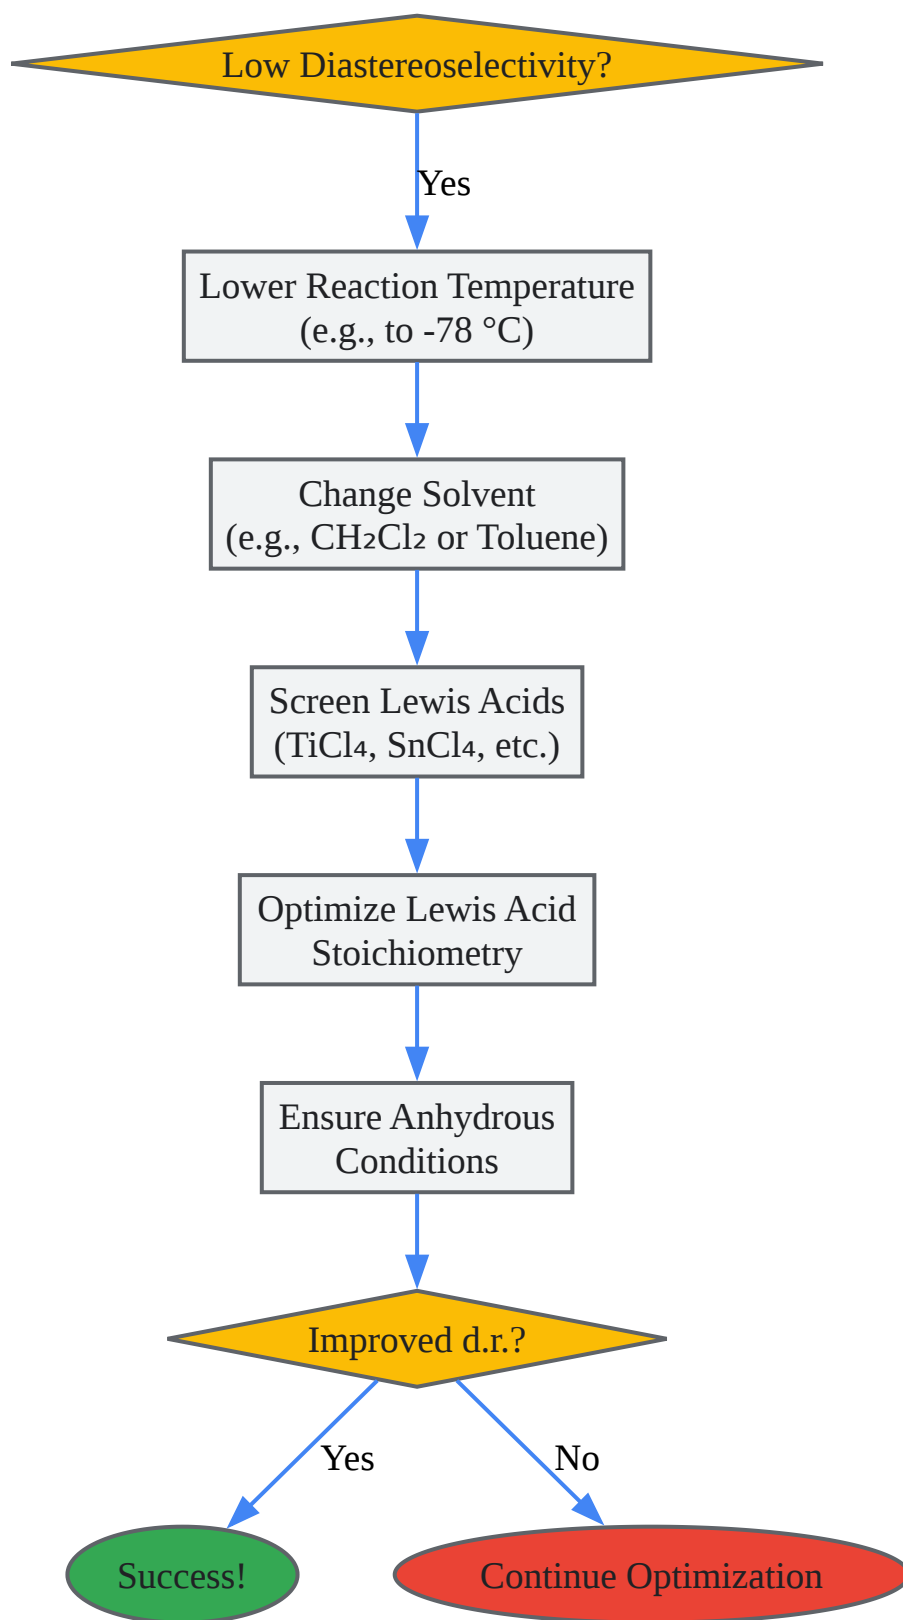 Low Diastereoselectivity?
Yes
Lower Reaction Temperature
(e.g., to -78 °C)
Change Solvent
(e.g., CH₂Cl₂ or Toluene)
Screen Lewis Acids
(TiCl₄, SnCl₄, etc.)
Optimize Lewis Acid
Stoichiometry
Ensure Anhydrous
Conditions
Improved d.r.?
Yes
No
Success!
Continue Optimization